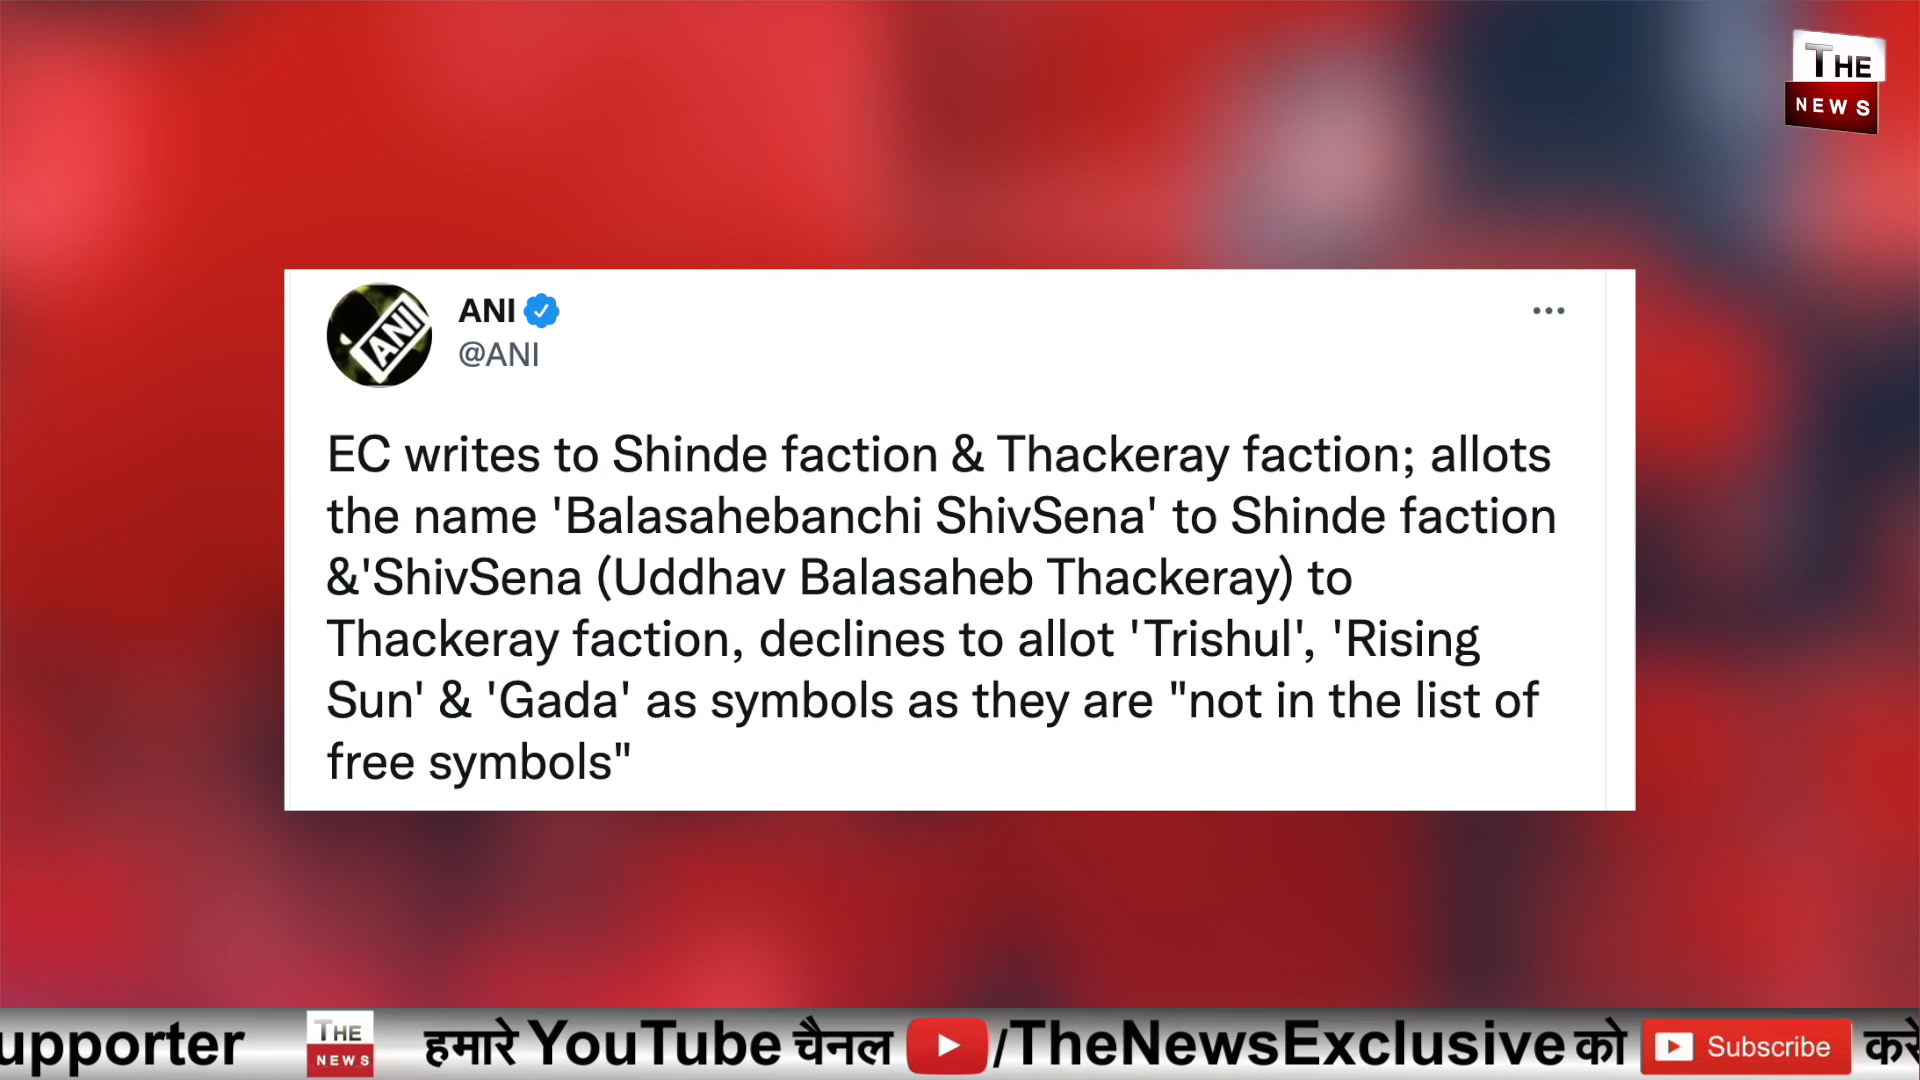 THE
NEWS
ANI
ANI
@ANI
EC writes to Shinde faction & Thackeray faction; allots
the name 'Balasahebanchi ShivSena' to Shinde faction
&'ShivSena (Uddhav Balasaheb Thackeray) to
Thackeray faction, declines to allot 'Trishul', 'Rising
Sun' & 'Gada' as symbols as they are "not in the list of
free symbols"
upporter THE NEWS हमारे YouTube चैनल /TheNewsExclusive को Subscribe करे